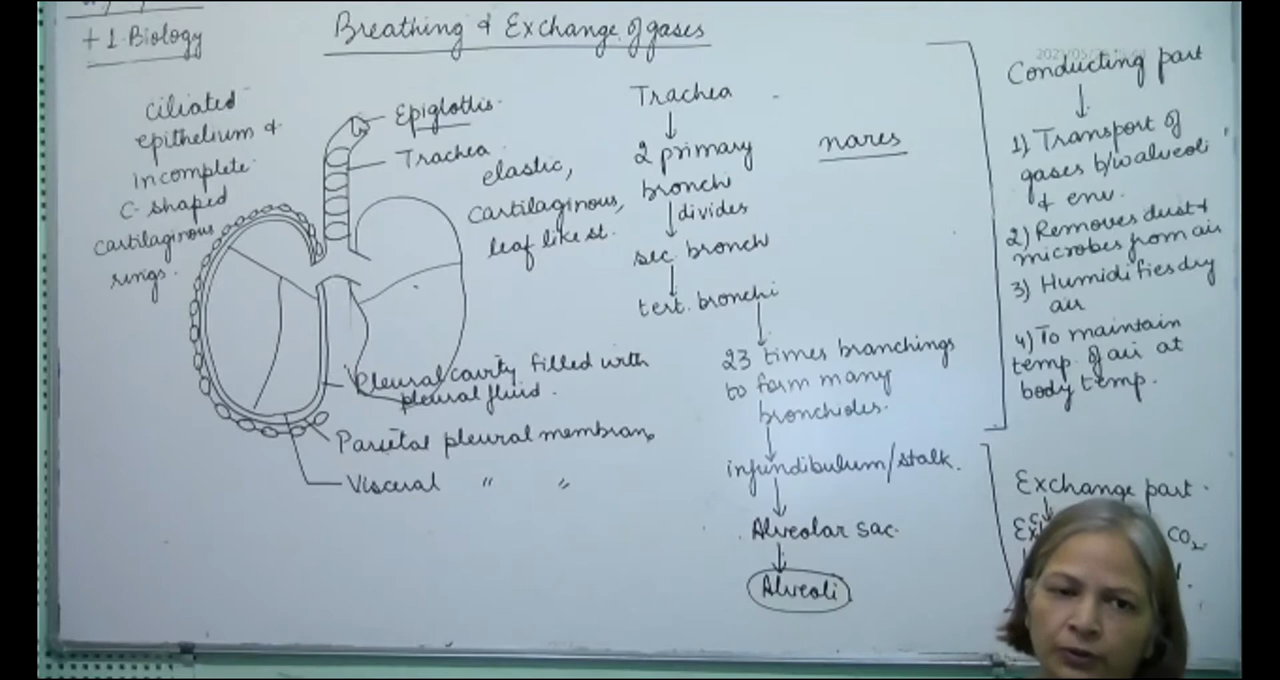 +1 Biology
Breathing & Exchange of gases
ciliated
epithelium &
incomplete
C-shaped
cartilaginous
rings.
Epiglottis.
Trachea
elastic,
cartilaginous,
leaf like st.
Pleural cavity filled with
pleural fluid.
Parietal pleural membran
Visceral " "
Trachea
2 primary
bronchi
divides
sec bronchi
tert. bronchi
23 times branchings
to form many
bronchioles.
infundibulum/stalk.
Alveolar sac.
Alveoli
nares
Conducting part
1) Transport of
gases b/w alveoli
& env.
2) Removes dust &
microbes from air
3) Humidifies dry
air
4) To maintain
temp. of air at
body temp.
Exchange part.
CO2